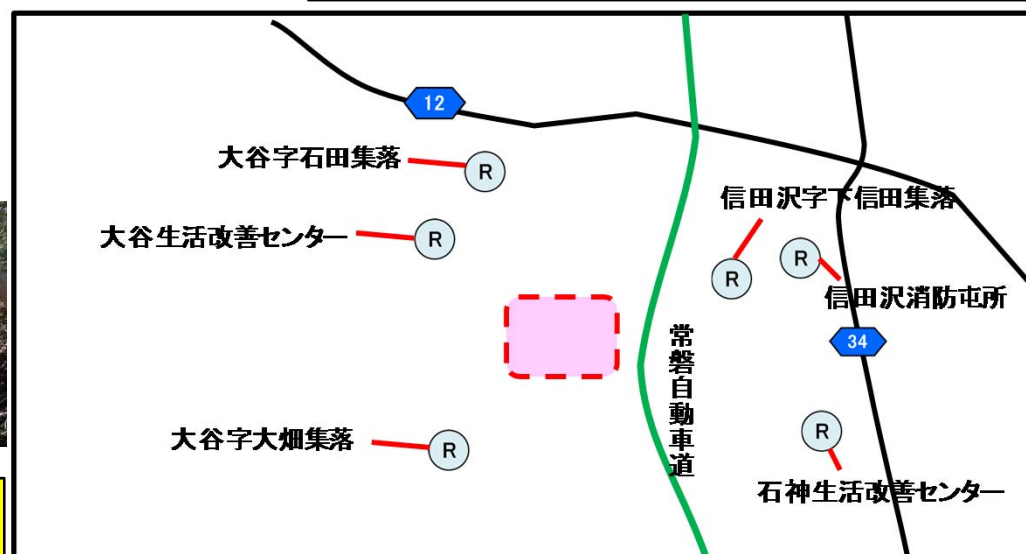 12
大谷字石田集落
R
信田沢字下信田集落
大谷生活改善センター
R
R
R
信田沢消防屯所
常磐自動車道
34
大谷字大畑集落
R
R
石神生活改善センター